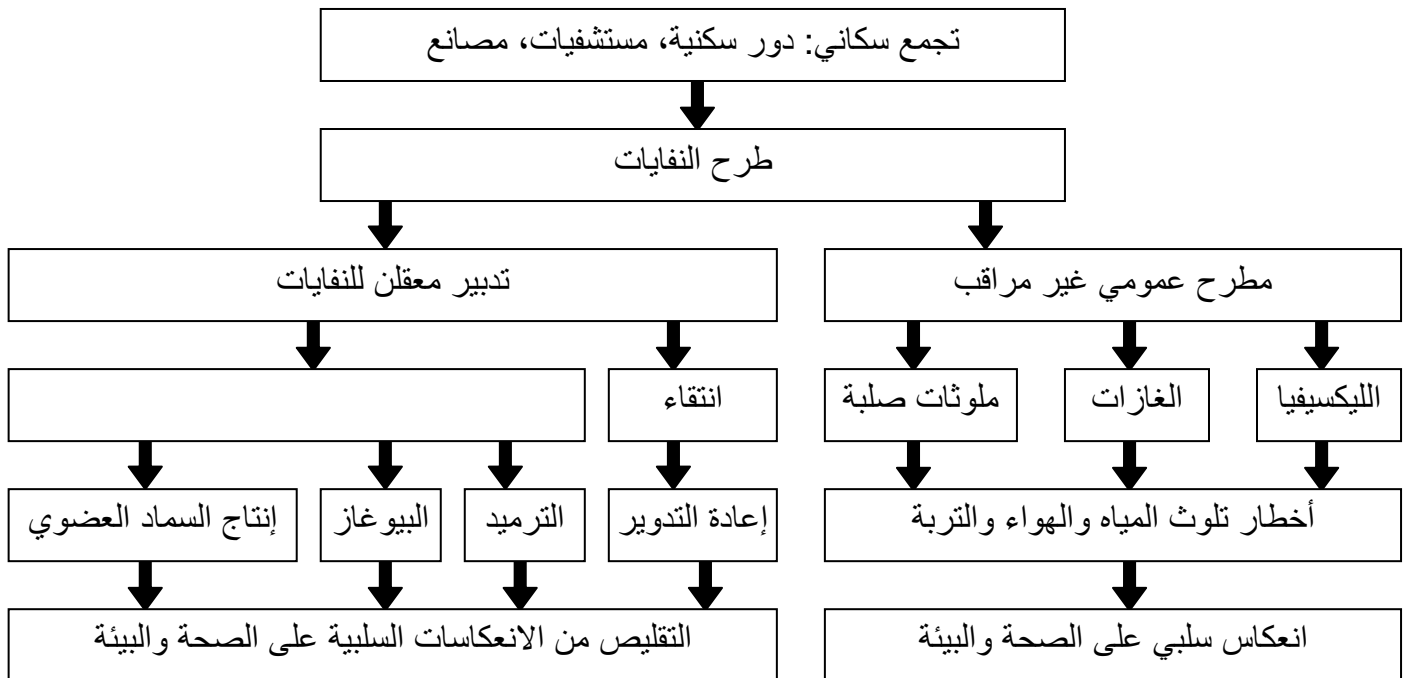 تجمع سكاني: دور سكنية، مستشفيات، مصانع
طرح النفايات
مطرح عمومي غير مراقب
تدبير معقلن للنفايات
الليكسيفيا
الغازات
ملوثات صلبة
انتقاء
أخطار تلوث المياه والهواء والتربة
إعادة التدوير
الترميد
البيوغاز
إنتاج السماد العضوي
انعكاس سلبي على الصحة والبيئة
التقليص من الانعكاسات السلبية على الصحة والبيئة